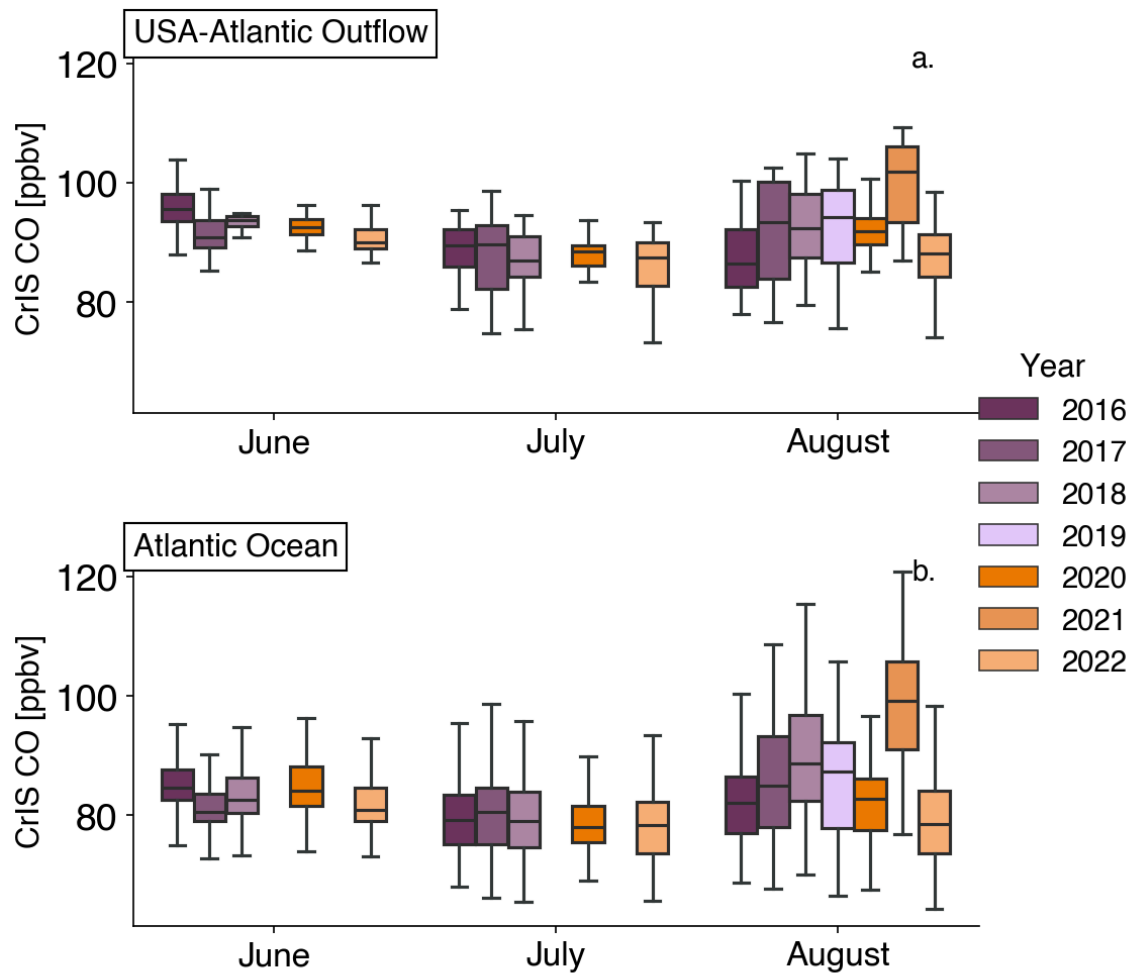 USA-Atlantic Outflow
a.
CrIS CO [ppbv]
120
100
80
June July August
Year
2016
2017
2018
2019
2020
2021
2022
Atlantic Ocean
b.
CrIS CO [ppbv]
120
100
80
June July August